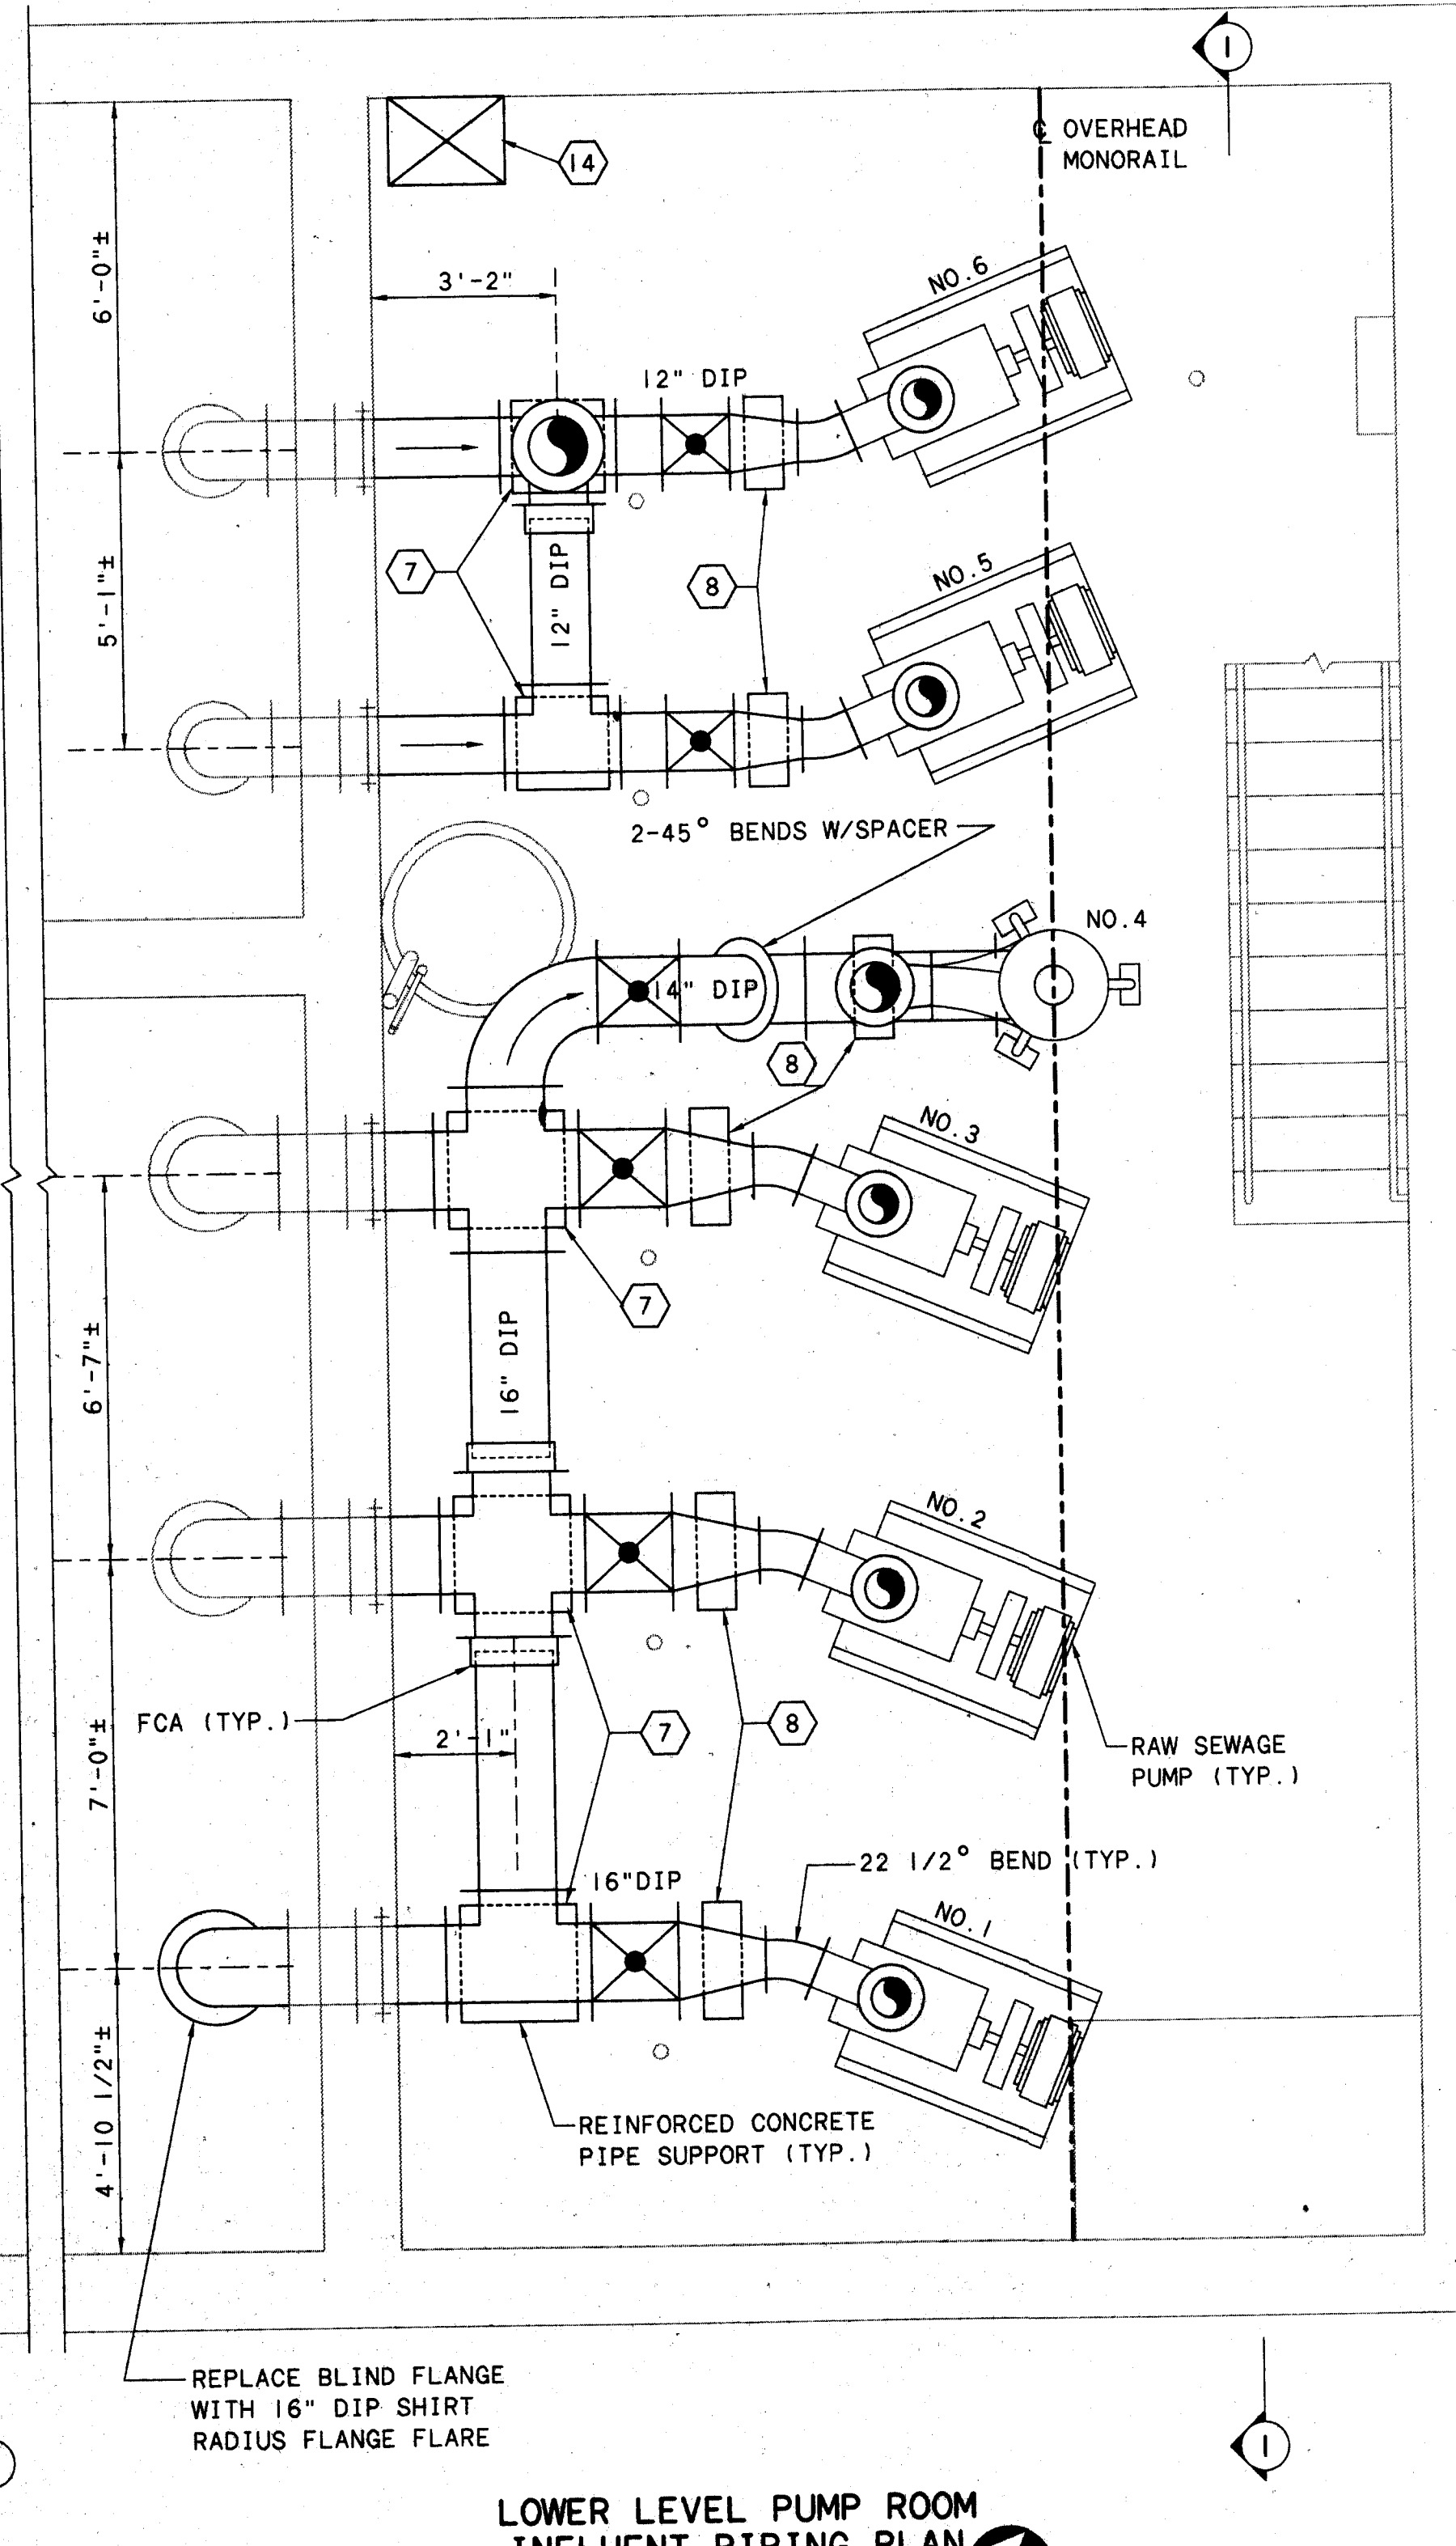 1
℄ OVERHEAD
MONORAIL
14
6'-0"±
3'-2"
NO.6
12" DIP
7
12" DIP
8
NO.5
5'-1"±
2-45° BENDS W/SPACER
NO.4
14" DIP
8
NO.3
7
6'-7"±
16" DIP
NO.2
FCA (TYP.)
2'-1"
7
8
7'-0"±
RAW SEWAGE
PUMP (TYP.)
16"DIP
22 1/2° BEND (TYP.)
NO.1
4'-10 1/2"±
REINFORCED CONCRETE
PIPE SUPPORT (TYP.)
REPLACE BLIND FLANGE
WITH 16" DIP SHIRT
RADIUS FLANGE FLARE
1
LOWER LEVEL PUMP ROOM
INFLUENT PIPING PLAN